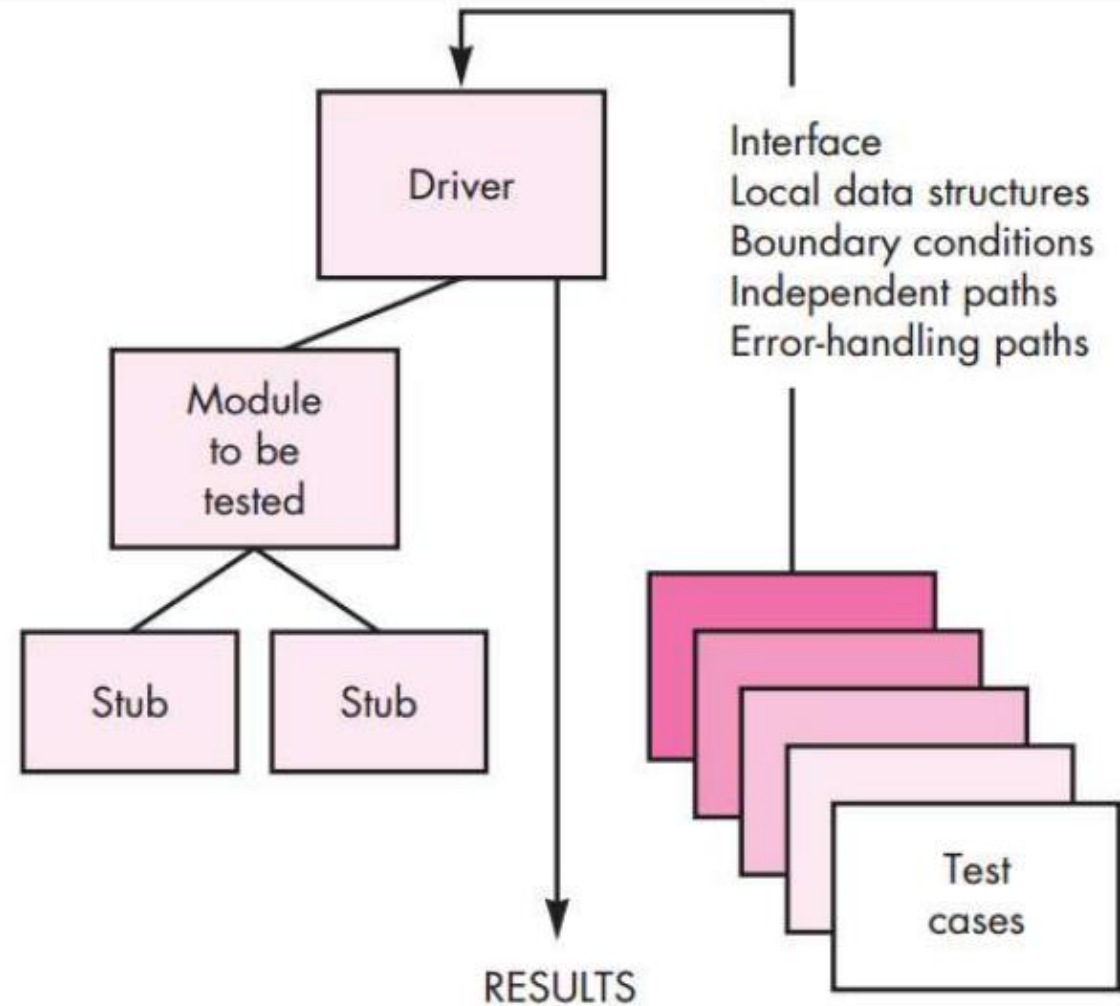 Driver
Interface
Local data structures
Boundary conditions
Independent paths
Error-handling paths
Module
to be
tested
Stub
Stub
Test
cases
RESULTS